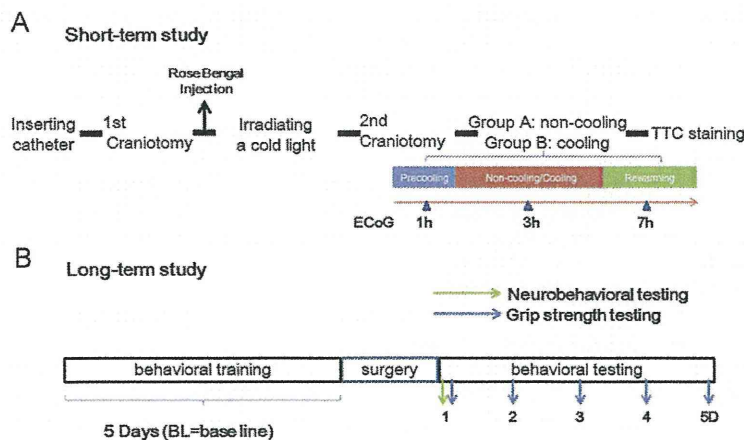 A
Short-term study
Rose Bengal
Injection
Inserting
catheter
1st
Craniotomy
Irradiating
a cold light
2nd
Craniotomy
Group A: non-cooling
Group B: cooling
TTC staining
Precooling
Non-cooling/Cooling
Rewarming
ECoG
1h
3h
7h
B
Long-term study
Neurobehavioral testing
Grip strength testing
behavioral training
surgery
behavioral testing
1
2
3
4
5D
5 Days (BL=base line)